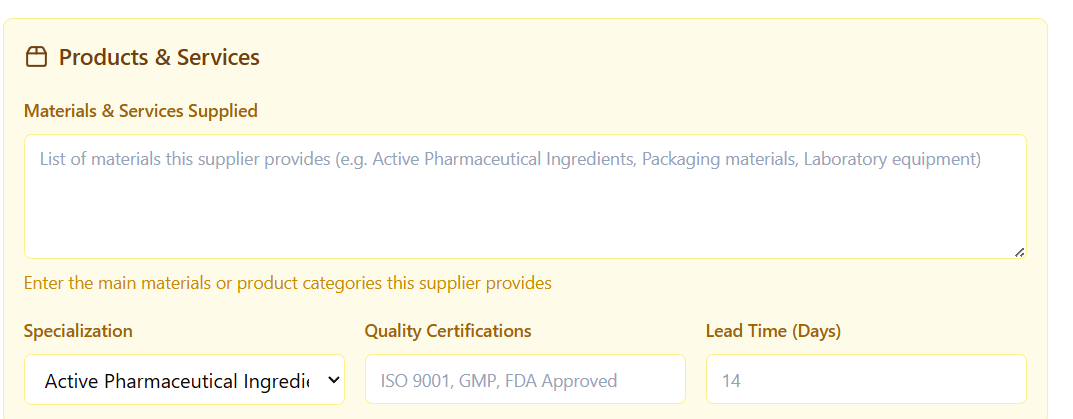 Products & Services
Materials & Services Supplied
List of materials this supplier provides (e.g. Active Pharmaceutical Ingredients, Packaging materials, Laboratory equipment)
Enter the main materials or product categories this supplier provides
Specialization Quality Certifications Lead Time (Days)
Active Pharmaceutical Ingredie ISO 9001, GMP, FDA Approved 14